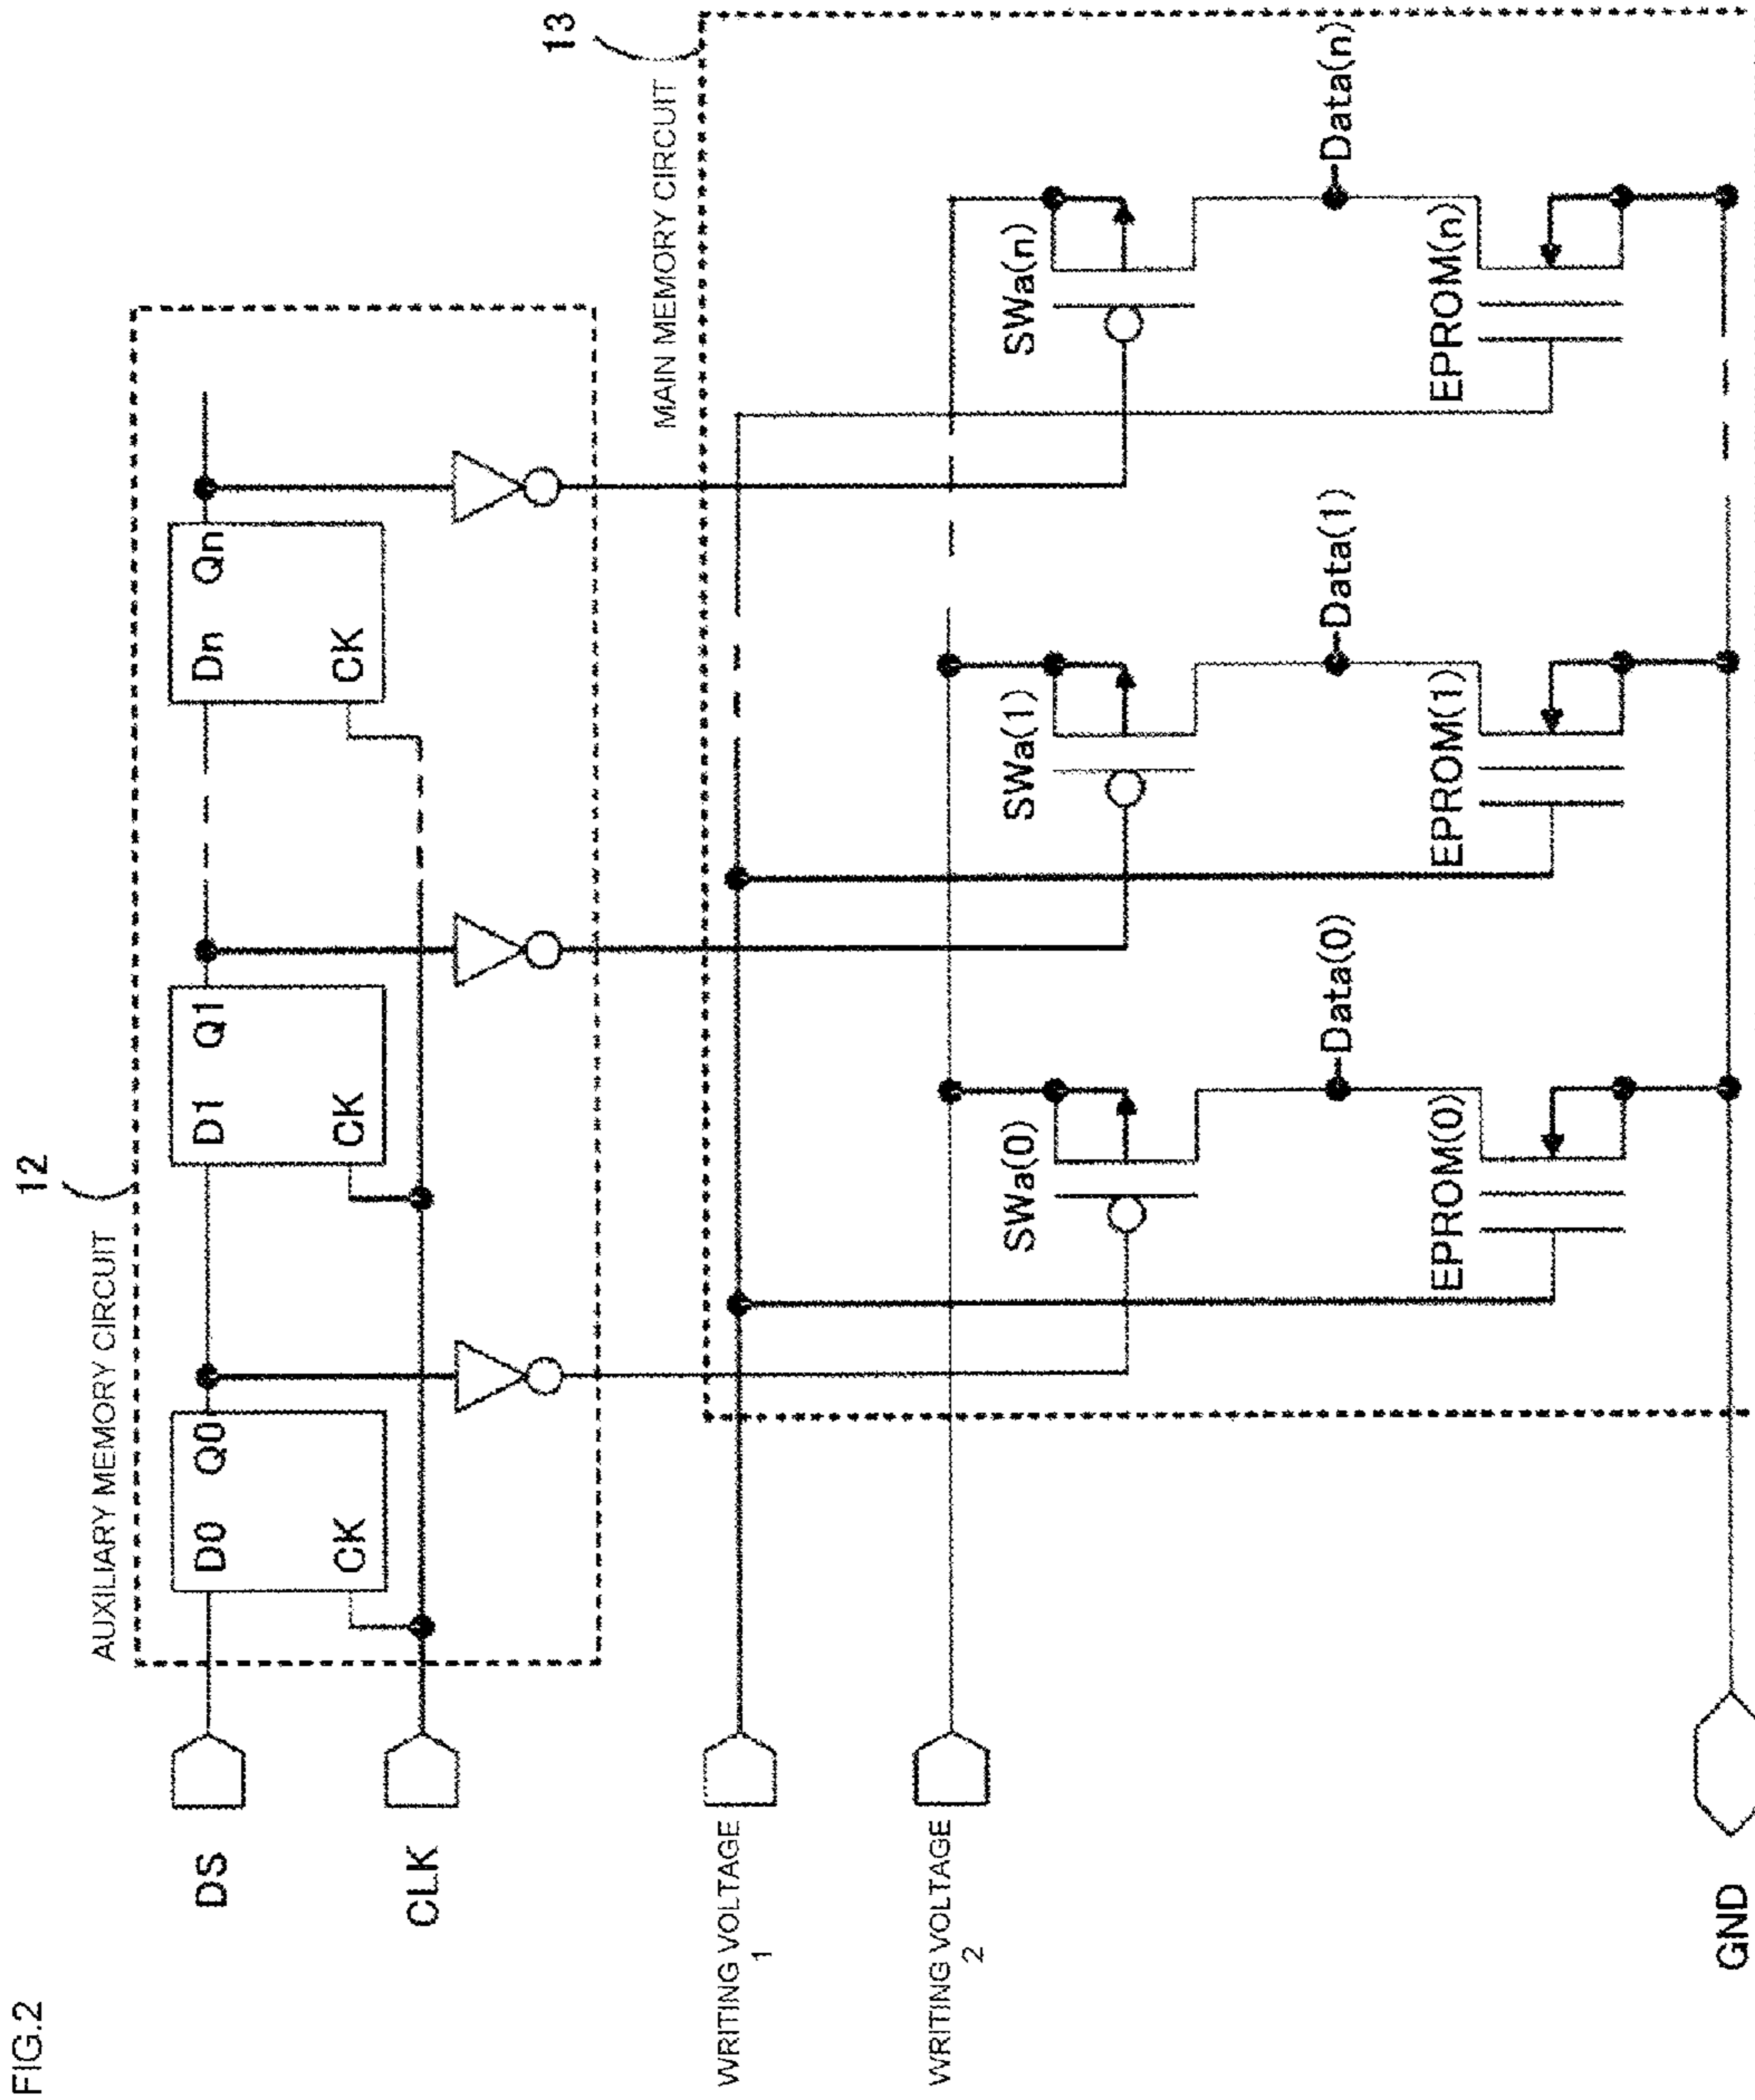 FIG.2
12
AUXILIARY MEMORY CIRCUIT
DS
D0 Q0
D1 Q1
Dn Qn
CK
CK
CK
CLK
13
MAIN MEMORY CIRCUIT
WRITING VOLTAGE
1
WRITING VOLTAGE
2
SWa(0)
SWa(1)
SWa(n)
Data(0)
Data(1)
Data(n)
EPROM(0)
EPROM(1)
EPROM(n)
GND